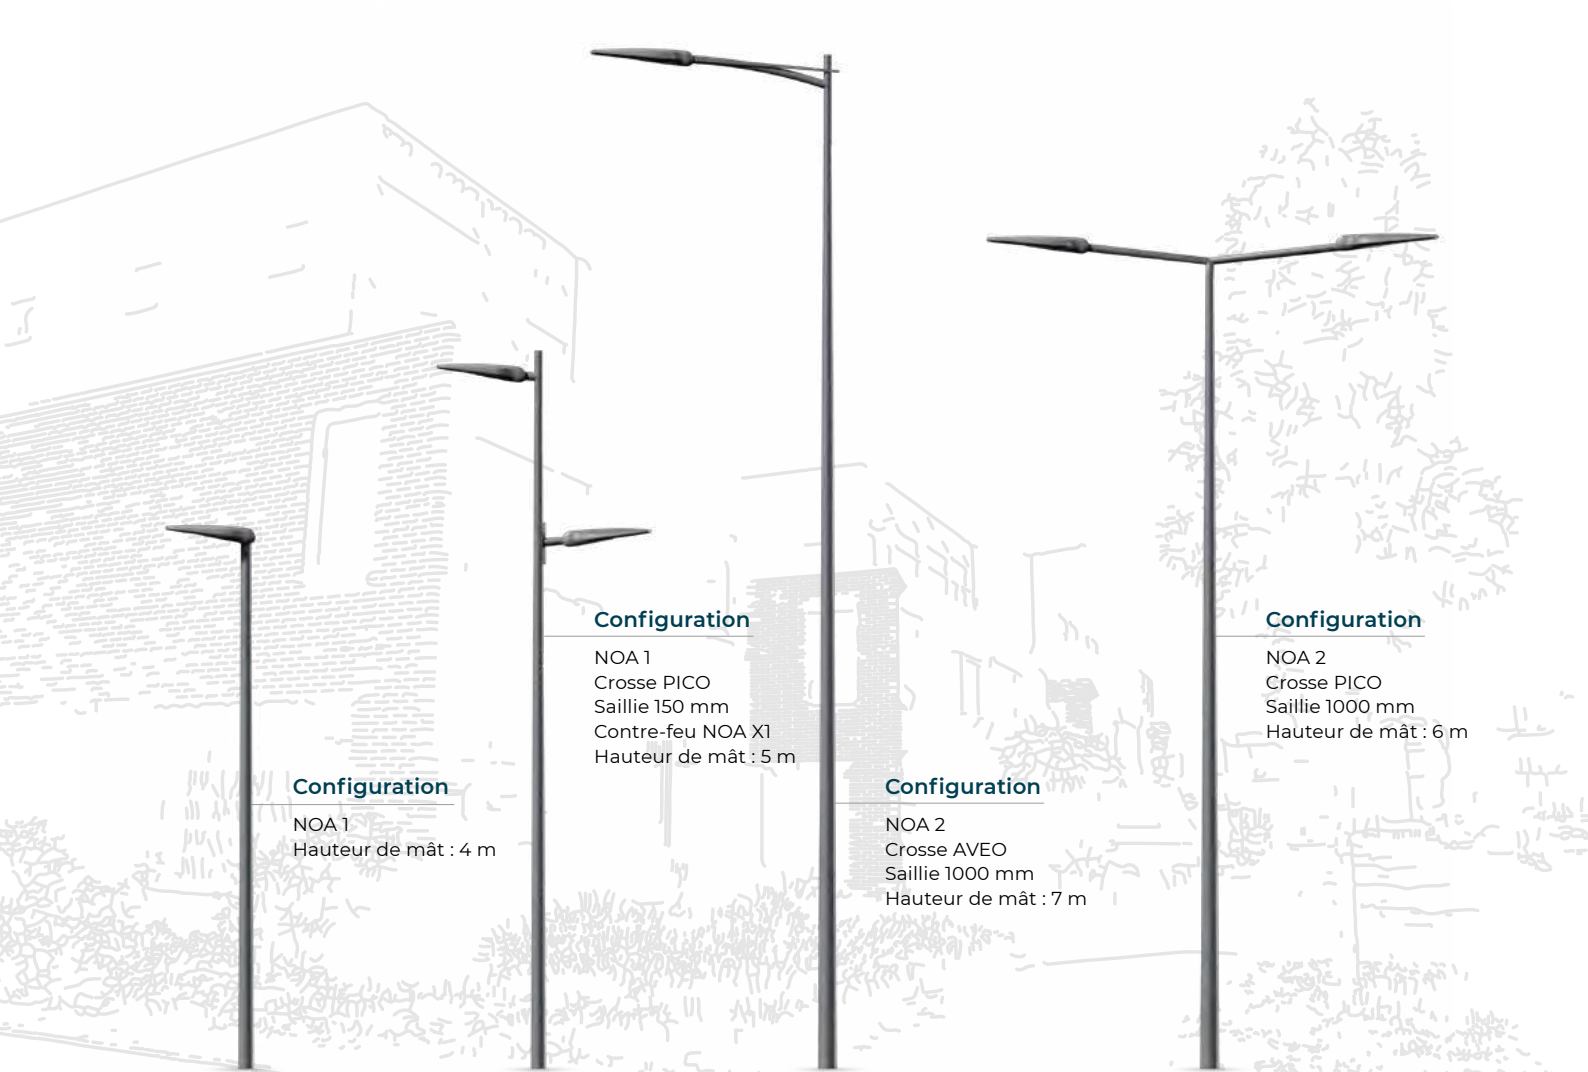 Configuration
NOA 1
Hauteur de mât : 4 m
Configuration
NOA 1
Crosse PICO
Saillie 150 mm
Contre-feu NOA X1
Hauteur de mât : 5 m
Configuration
NOA 2
Crosse AVEO
Saillie 1000 mm
Hauteur de mât : 7 m
Configuration
NOA 2
Crosse PICO
Saillie 1000 mm
Hauteur de mât : 6 m